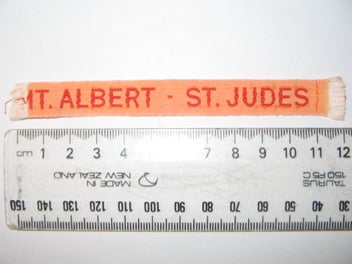 MT. ALBERT - ST. JUDES
cm 1 2 3 4 7 8 9 10 11 12
MADE IN
NEW ZEALAND
TAURUS
150 PS C
150 140 130 120 110 100 90 80 70 60 50 40 30